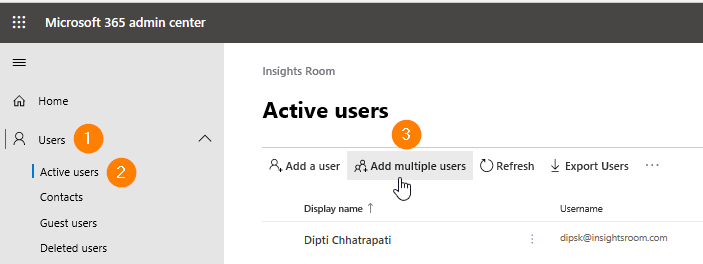 Microsoft 365 admin center
Insights Room
Home
Active users
Users 1
3
Active users 2
Add a user Add multiple users Refresh Export Users ...
Contacts
Guest users
Display name ↑ Username
Deleted users
Dipti Chhatrapati dipsk@insightsroom.com